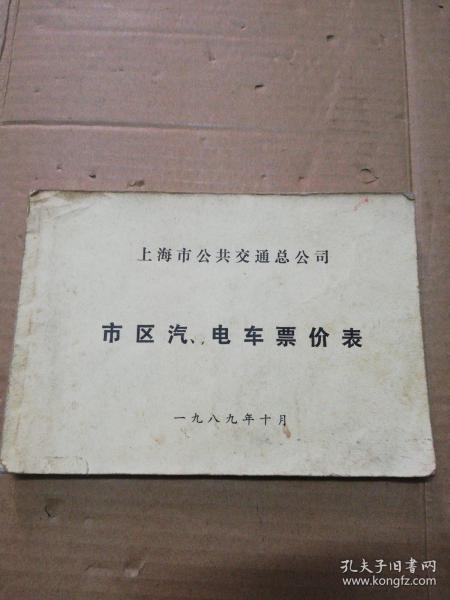 上海市公共交通总公司
市区汽、电车票价表
一九八九年十月
孔夫子旧书网
www.kongfz.com